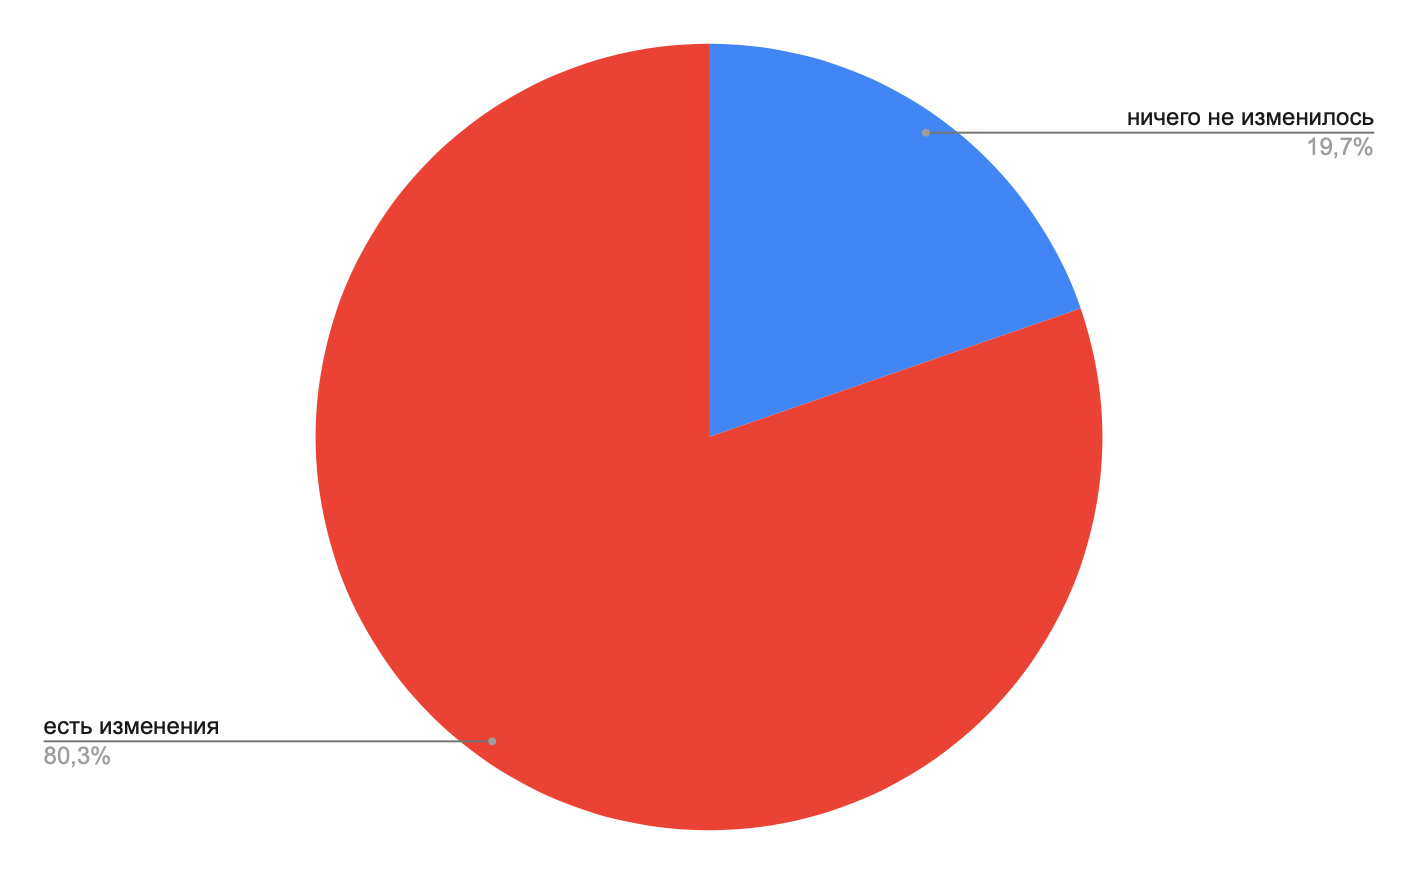 ничего не изменилось
19,7%
есть изменения
80,3%